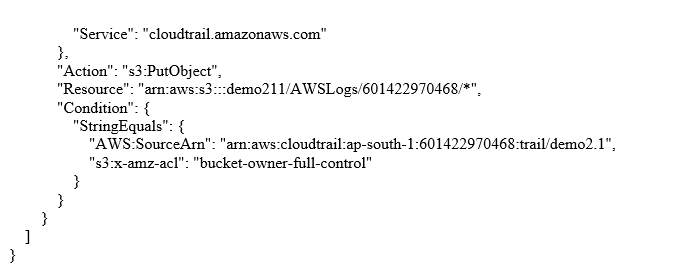 "Service": "cloudtrail.amazonaws.com"
},
"Action": "s3:PutObject",
"Resource": "arn:aws:s3:::demo211/AWSLogs/601422970468/*",
"Condition": {
"StringEquals": {
"AWS:SourceArn": "arn:aws:cloudtrail:ap-south-1:601422970468:trail/demo2.1",
"s3:x-amz-acl": "bucket-owner-full-control"
}
}
}
]
}